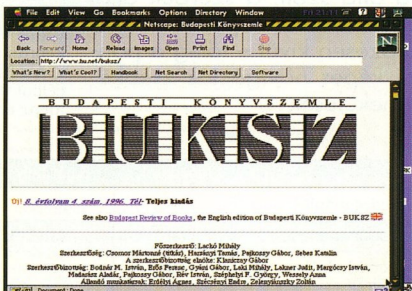 File Edit View Go Bookmarks Options Directory Window
Netscape: Budapesti Könyvszemle
Back Forward Home Reload Images Open Print Find Stop
N
Location: http://www.hu.net/buksz/
What's New? What's Cool? Handbook Net Search Net Directory Software
BUDAPESTI KÖNYVSZEMLE
BUKSZ
Új! 8. évfolyam 4. szám, 1996. Tél- Teljes kiadás
See also Budapest Review of Books, the English edition of Budapesti Könyvszemle - BUKSZ
Főszerkesztő: Lackó Mihály
Szerkesztőség: Csomor Mártonné (titkár), Harsányi Tamás, Pajkossy Gábor, Sebes Katalin
A szerkesztőbizottság elnöke: Klaniczay Gábor
Szerkesztőbizottság: Bodnár M. István, Erős Ferenc, Gyáni Gábor, Laki Mihály, Lakner Judit, Margócsy István,
Madarász Aladár, Pajkossy Gábor, Rév István, Széphelyi F. György, Wessely Anna
Állandó munkatársak: Erdélyi Ágnes, Szécsényi Endre, Zelenyánszky Zoltán
Document: Done.